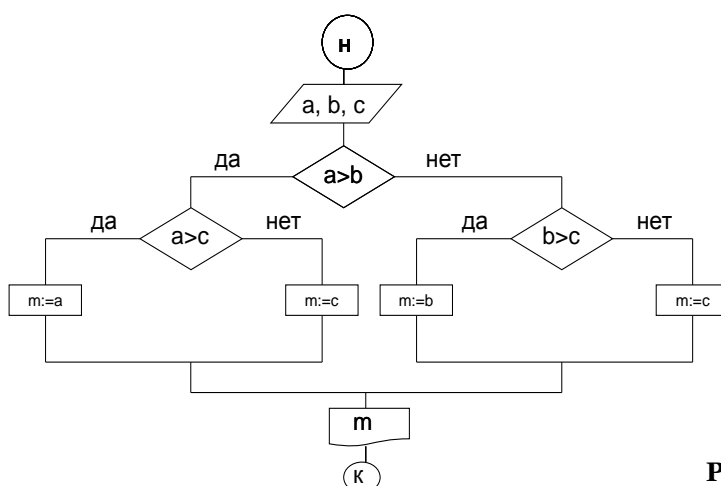 н
a, b, c
да a>b нет
да a>c нет да b>c нет
m:=a m:=c m:=b m:=c
m
К
Р